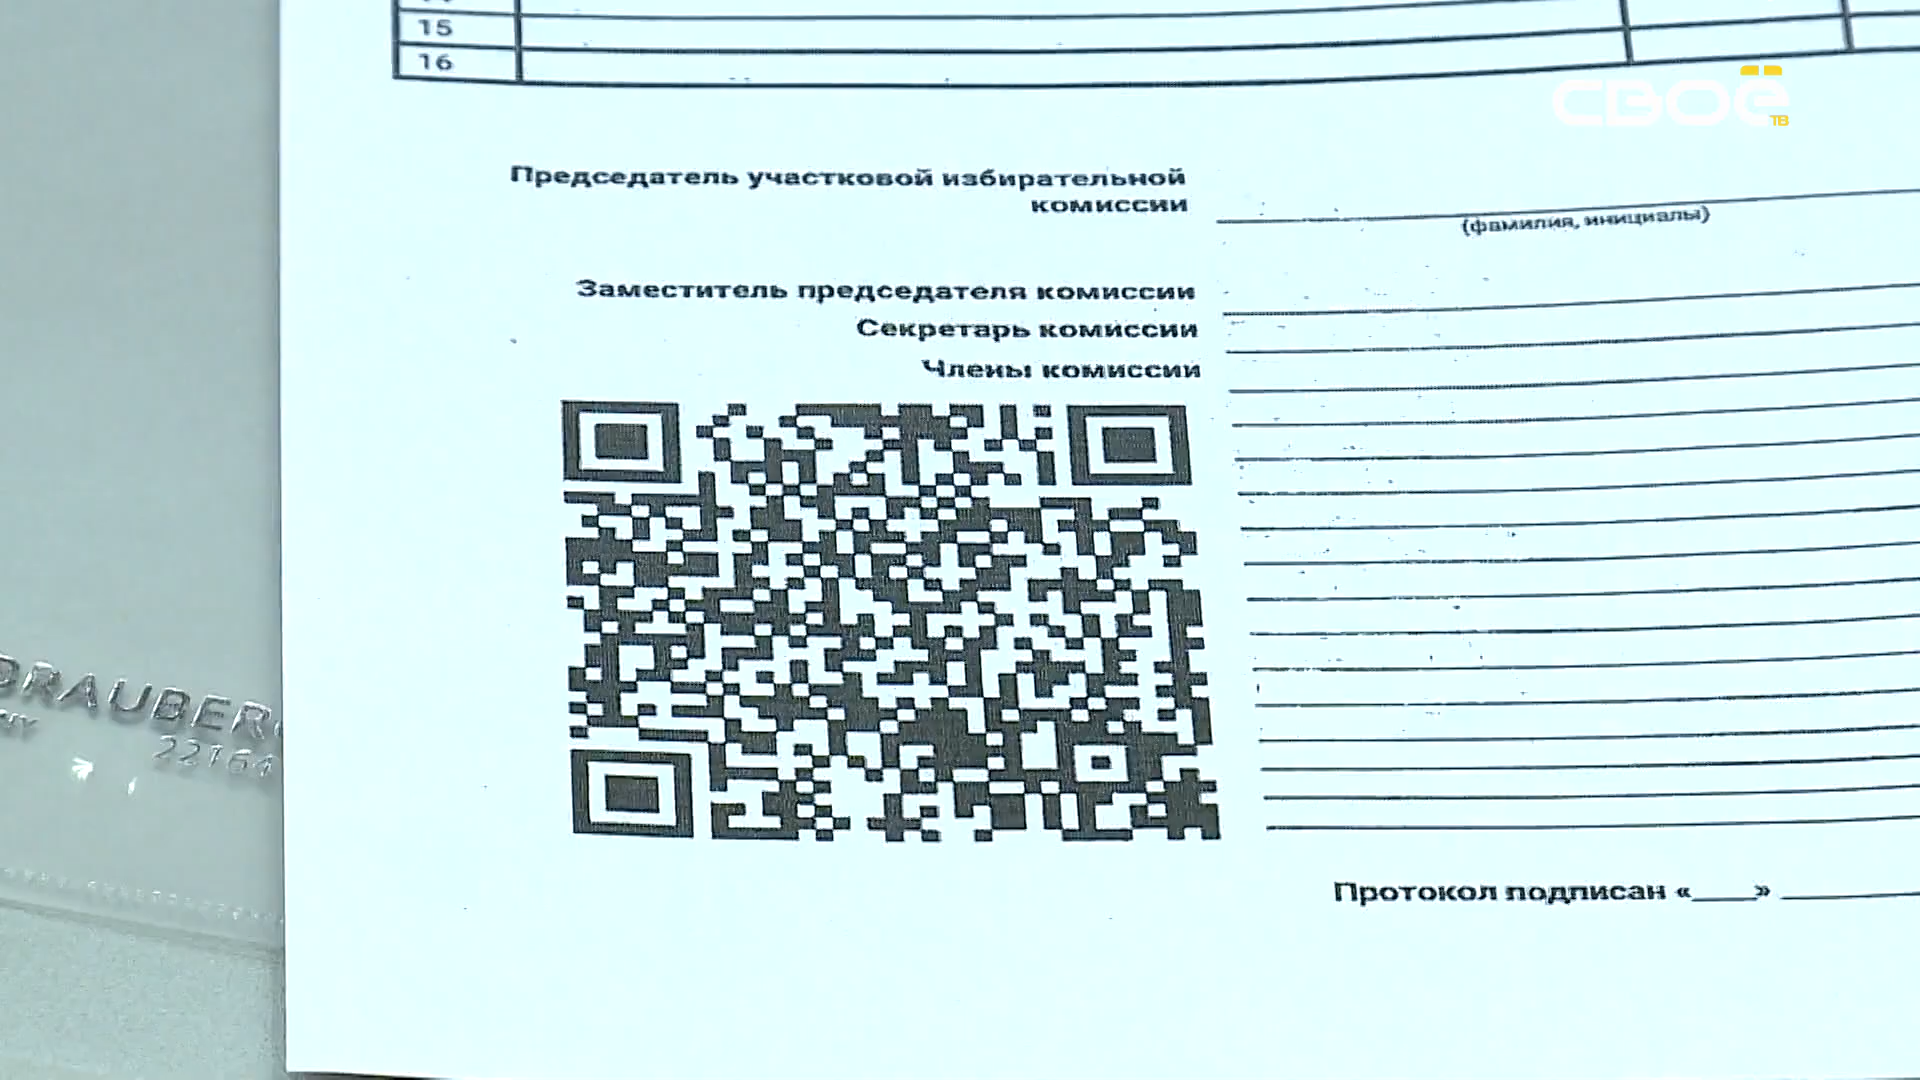 15
16
СВОЁ
ТВ
Председатель участковой избирательной
комиссии
(фамилия, инициалы)
Заместитель председателя комиссии
Секретарь комиссии
Члены комиссии
22164
Протокол подписан «____» ______